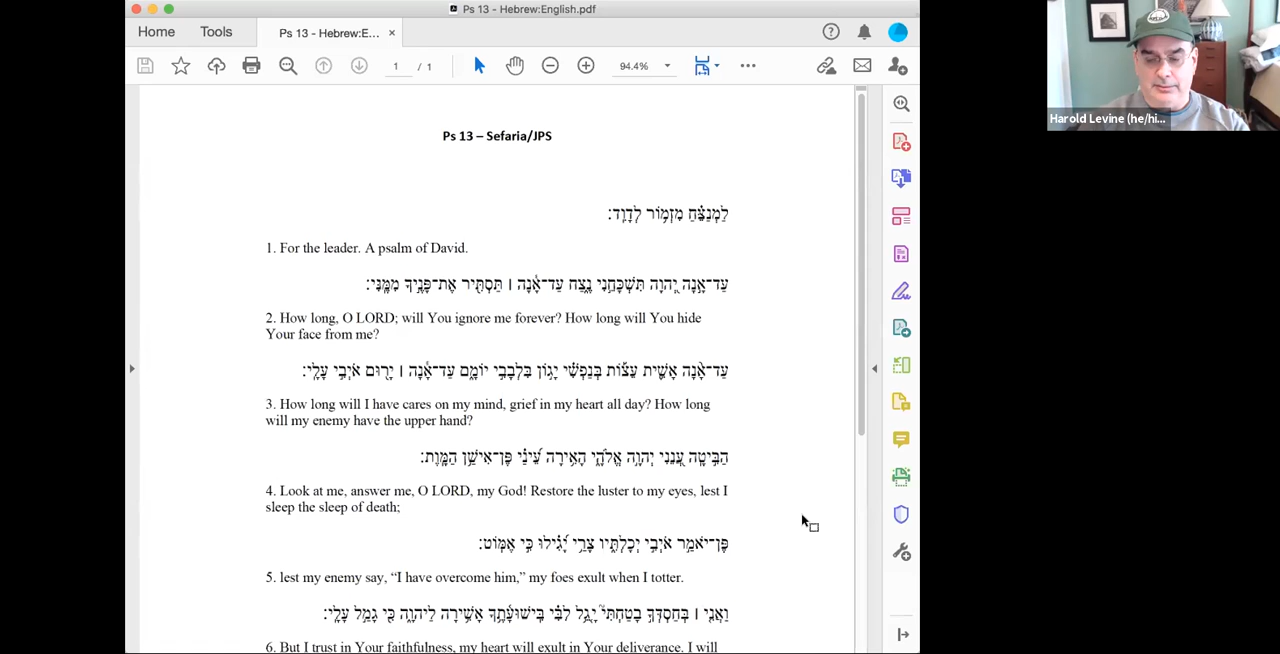 Ps 13 - Hebrew:English.pdf
Home
Tools
Ps 13 - Hebrew:E...
×
1 / 1
94.4%
Harold Levine (he/hi...
Ps 13 – Sefaria/JPS
לַמְנַצֵּ֗חַ מִזְמ֥וֹר לְדָוִֽד׃
1. For the leader. A psalm of David.
עַד־אָ֣נָה יְ֭הוָה תִּשְׁכָּחֵ֣נִי נֶ֑צַח עַד־אָ֓נָה ׀ תַּסְתִּ֖יר אֶת־פָּנֶ֣יךָ מִמֶּֽנִּי׃
2. How long, O LORD; will You ignore me forever? How long will You hide
Your face from me?
עַד־אָ֨נָה אָשִׁ֪ית עֵצ֡וֹת בְּנַפְשִׁ֗י יָג֣וֹן בִּלְבָבִ֣י יוֹמָ֑ם עַד־אָ֓נָה ׀ יָר֖וּם אֹיְבִ֣י עָלָֽי׃
3. How long will I have cares on my mind, grief in my heart all day? How long
will my enemy have the upper hand?
הַבִּ֣יטָֽה עֲ֭נֵנִי יְהוָ֣ה אֱלֹהָ֑י הָאִ֥ירָה עֵ֝ינַ֗י פֶּן־אִישַׁ֥ן הַמָּֽוֶת׃
4. Look at me, answer me, O LORD, my God! Restore the luster to my eyes, lest I
sleep the sleep of death;
פֶּן־יֹאמַ֣ר אֹיְבִ֣י יְכָלְתִּ֑יו צָרַ֥י יָ֝גִ֗ילוּ כִּ֣י אֶמּֽוֹט׃
5. lest my enemy say, “I have overcome him,” my foes exult when I totter.
וַאֲנִ֤י ׀ בְּחַסְדְּךָ֣ בָטַחְתִּי֮ יָ֤גֵ֥ל לִבִּ֗י בִּֽישׁוּעָ֫תֶ֥ךָ אָשִׁ֥ירָה לַיהוָ֑ה כִּ֖י גָמַ֣ל עָלָֽי׃
6. But I trust in Your faithfulness, my heart will exult in Your deliverance. I will